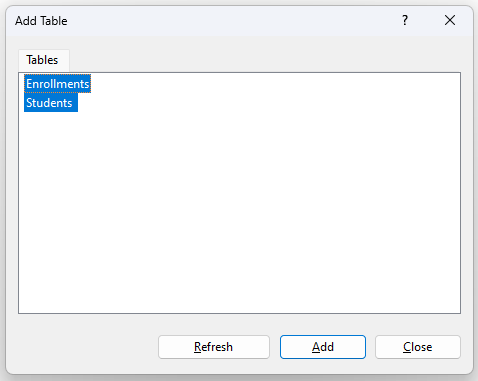 Add Table
?
Tables
Enrollments
Students
Refresh Add Close